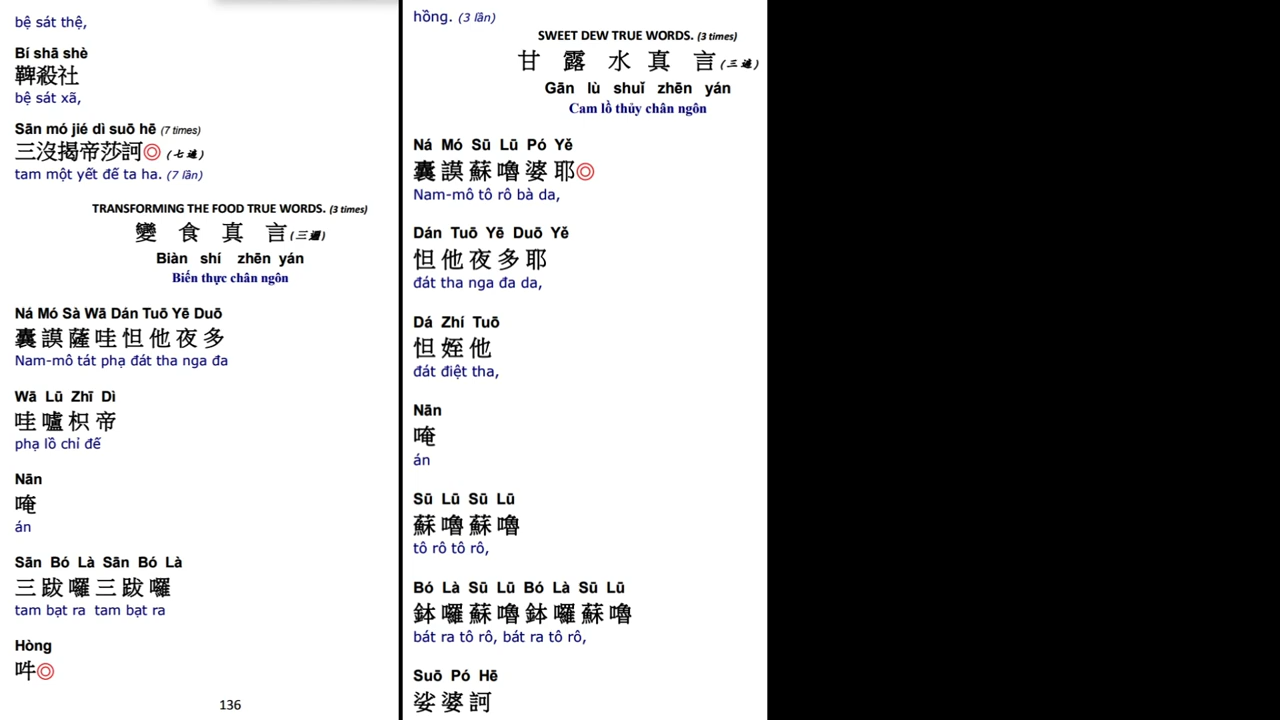 bệ sát thệ,
Bí shā shè
鞞殺社
bệ sát xã,
Sān mó jié dì suō hē (7 times)
三沒揭帝莎訶◎ (七遍)
tam một yết đế ta ha. (7 lần)
TRANSFORMING THE FOOD TRUE WORDS. (3 times)
變 食 真 言 (三遍)
Biàn shí zhēn yán
Biến thực chân ngôn
Ná Mó Sà Wā Dán Tuō Yē Duō
囊謨薩哇怛他夜多
Nam-mô tát phạ đát tha nga đa
Wā Lū Zhī Dì
哇嚧枳帝
phạ lồ chỉ đế
Nān
唵
án
Sān Bó Là Sān Bó Là
三跋囉三跋囉
tam bạt ra tam bạt ra
Hòng
吽◎
136
hồng. (3 lần)
SWEET DEW TRUE WORDS. (3 times)
甘 露 水 真 言 (三遍)
Gān lù shuǐ zhēn yán
Cam lồ thủy chân ngôn
Ná Mó Sū Lū Pó Yě
囊謨蘇嚕婆耶◎
Nam-mô tô rô bà da,
Dán Tuō Yē Duō Yě
怛他夜多耶
đát tha nga đa da,
Dá Zhí Tuō
怛姪他
đát điệt tha,
Nān
唵
án
Sū Lū Sū Lū
蘇嚕蘇嚕
tô rô tô rô,
Bó Là Sū Lū Bó Là Sū Lū
鉢囉蘇嚕鉢囉蘇嚕
bát ra tô rô, bát ra tô rô,
Suō Pó Hē
娑婆訶